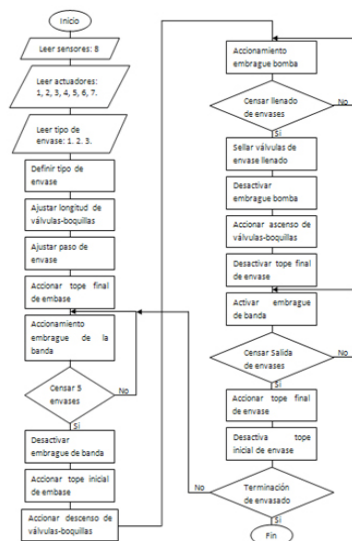 Inicio
Leer sensores: 8
Leer actuadores:
1, 2, 3, 4, 5, 6, 7.
Leer tipo de
envase: 1. 2. 3.
Definir tipo de
envase
Ajustar longitud de
válvulas-boquillas
Ajustar paso de
envase
Accionar tope final
de embase
Accionamiento
embrague de la
banda
Censar 5
envases
No
Si
Desactivar
embrague de banda
Accionar tope inicial
de embase
Accionar descenso de
válvulas-boquillas
Accionamiento
embrague bomba
Censar llenado
de envases
No
Si
Sellar válvulas de
envase llenado
Desactivar
embrague bomba
Accionar ascenso de
válvulas-boquillas
Desactivar tope final
de envase
Activar embrague
de banda
Censar Salida
de envases
No
Si
Accionar tope final
de envase
Desactiva tope
inicial de envase
No
Terminación
de envasado
Si
Fin